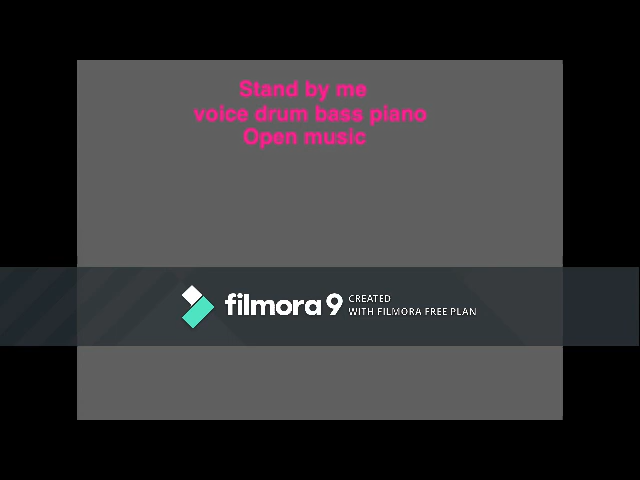 Stand by me
voice drum bass piano
Open music
filmora 9
CREATED
WITH FILMORA FREE PLAN